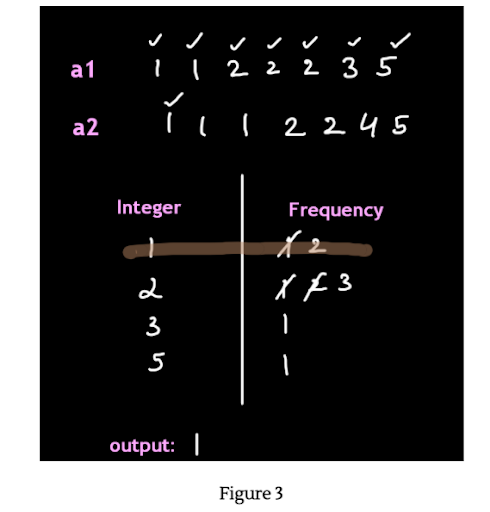 a1 1 1 2 2 2 3 5
a2 1 1 1 2 2 4 5
Integer Frequency
1 1 2
2 1 2 3
3 1
5 1
output: 1
Figure 3